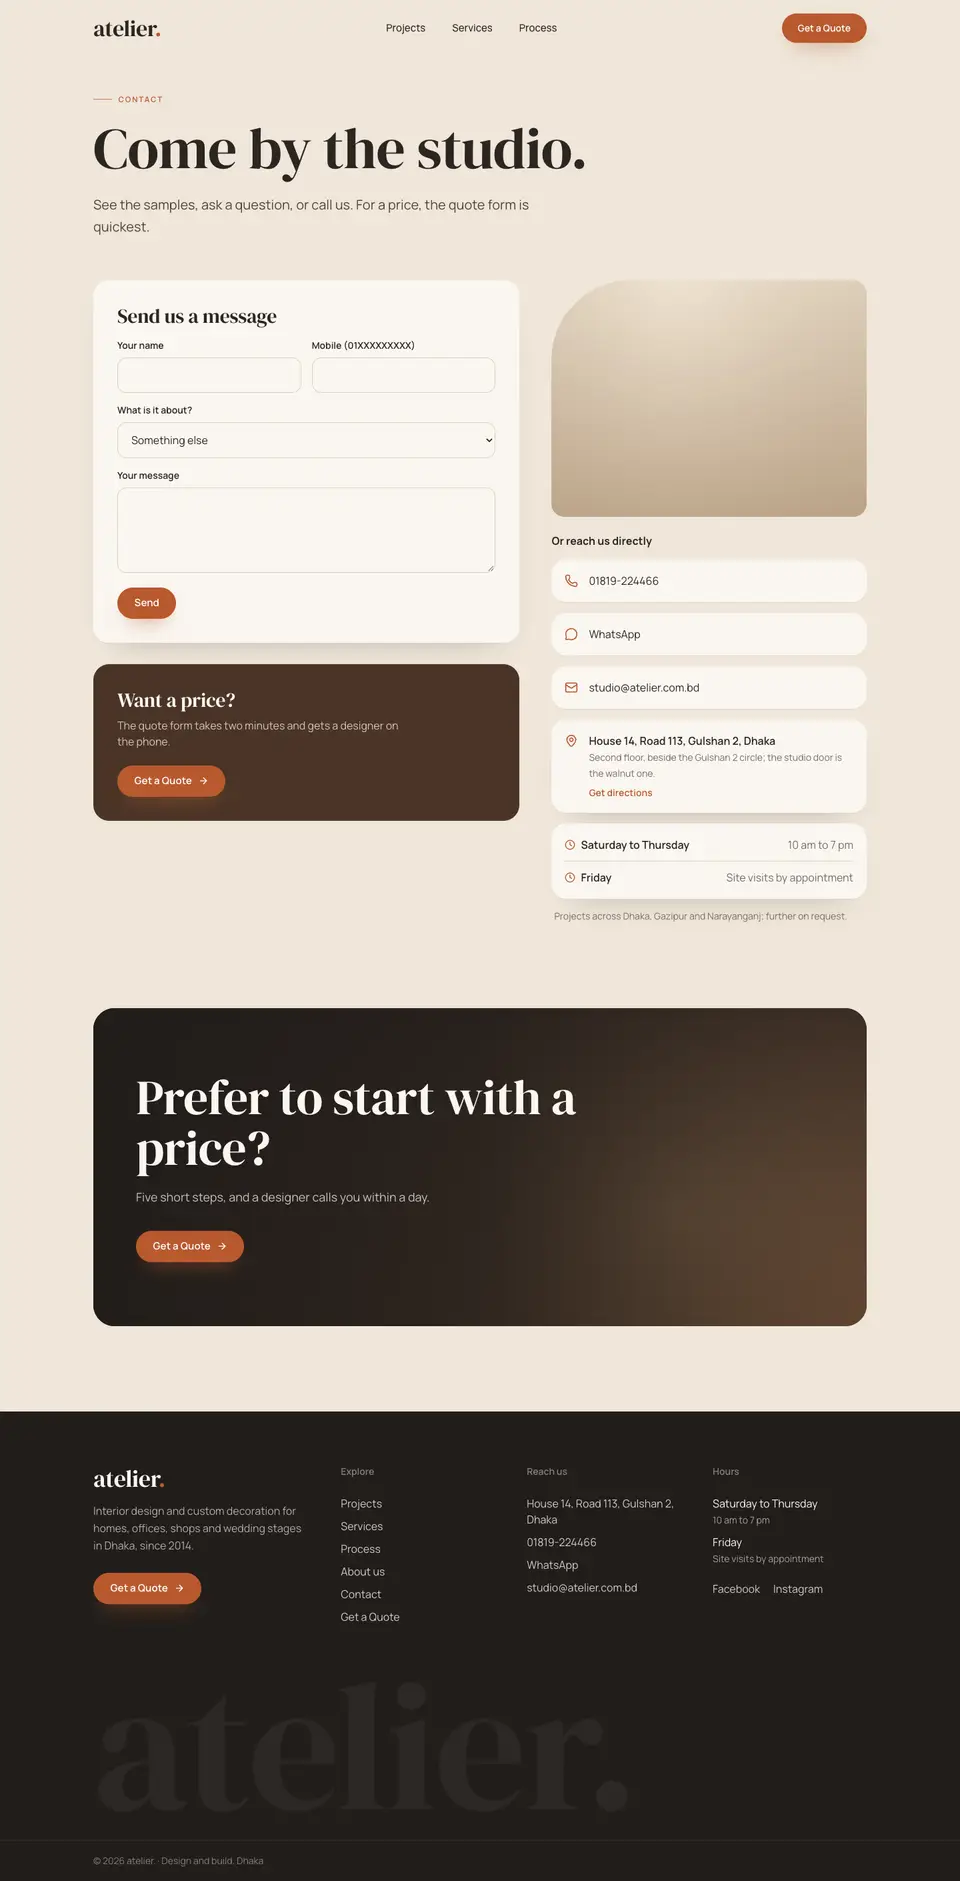 atelier.
Projects
Services
Process
Get a Quote
CONTACT
Come by the studio.
See the samples, ask a question, or call us. For a price, the quote form is
quickest.
Send us a message
Your name
Mobile (01XXXXXXXXX)
What is it about?
Something else
Your message
Send
Want a price?
The quote form takes two minutes and gets a designer on
the phone.
Get a Quote
Or reach us directly
01819-224466
WhatsApp
studio@atelier.com.bd
House 14, Road 113, Gulshan 2, Dhaka
Second floor, beside the Gulshan 2 circle; the studio door is
the walnut one.
Get directions
Saturday to Thursday
10 am to 7 pm
Friday
Site visits by appointment
Projects across Dhaka, Gazipur and Narayanganj; further on request.
Prefer to start with a
price?
Five short steps, and a designer calls you within a day.
Get a Quote
atelier.
Interior design and custom decoration for
homes, offices, shops and wedding stages
in Dhaka, since 2014.
Get a Quote
Explore
Projects
Services
Process
About us
Contact
Get a Quote
Reach us
House 14, Road 113, Gulshan 2,
Dhaka
01819-224466
WhatsApp
studio@atelier.com.bd
Hours
Saturday to Thursday
10 am to 7 pm
Friday
Site visits by appointment
Facebook
Instagram
atelier.
© 2026 atelier. · Design and build, Dhaka